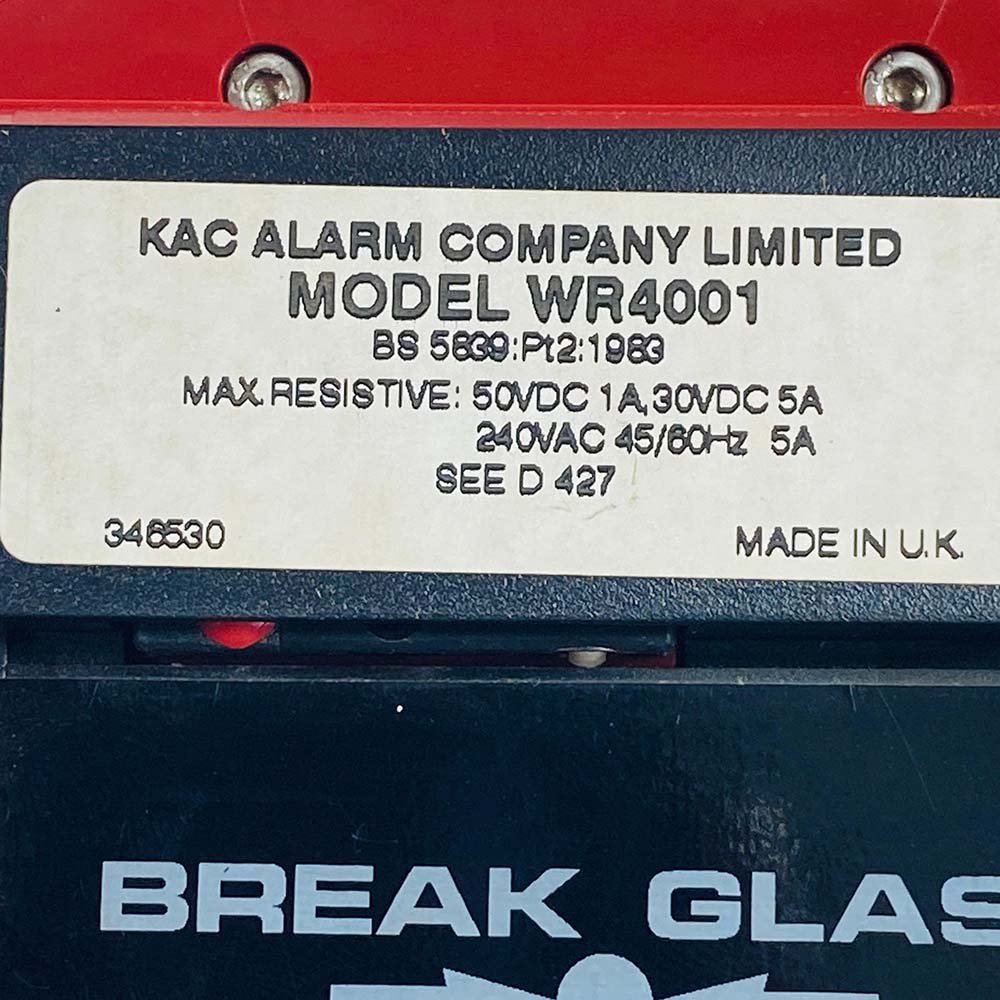 KAC ALARM COMPANY LIMITED
MODEL WR4001
BS 5839:Pt2:1983
MAX. RESISTIVE: 50VDC 1A, 30VDC 5A
240VAC 45/60Hz 5A
SEE D 427
346530 MADE IN U.K.
BREAK GLAS